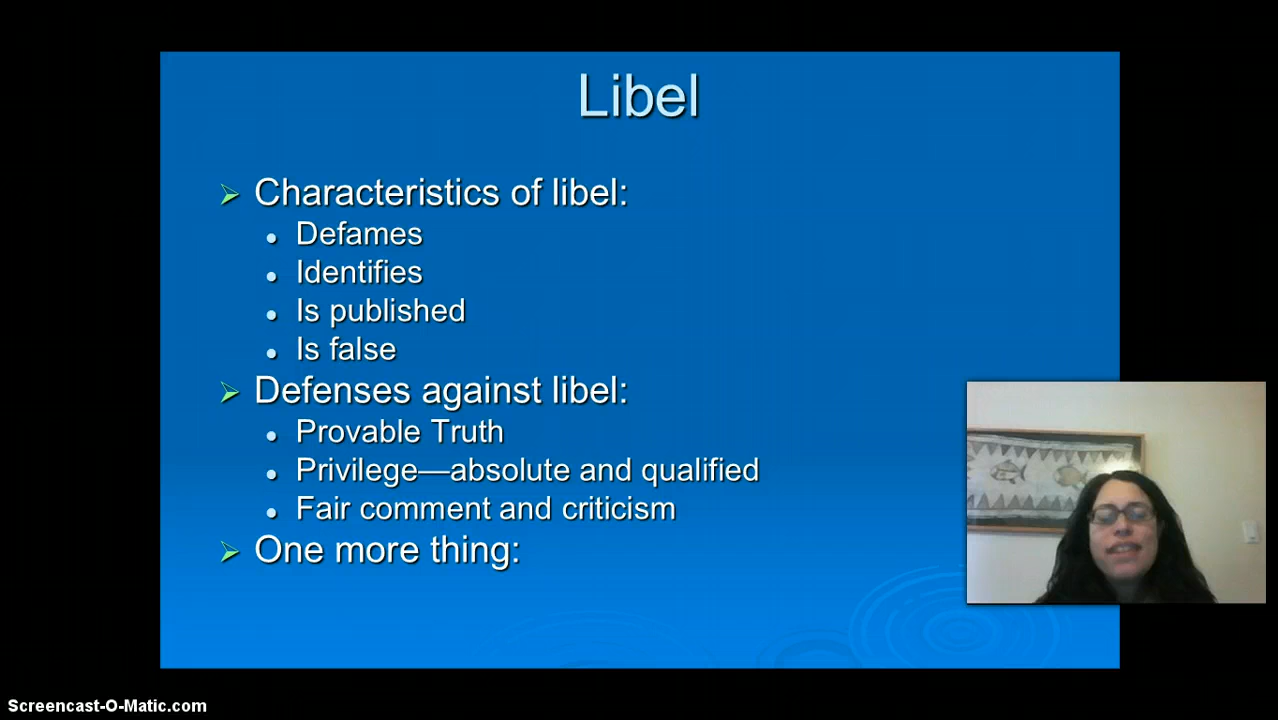 Libel
Characteristics of libel:
Defames
Identifies
Is published
Is false
Defenses against libel:
Provable Truth
Privilege—absolute and qualified
Fair comment and criticism
One more thing:
Screencast-O-Matic.com